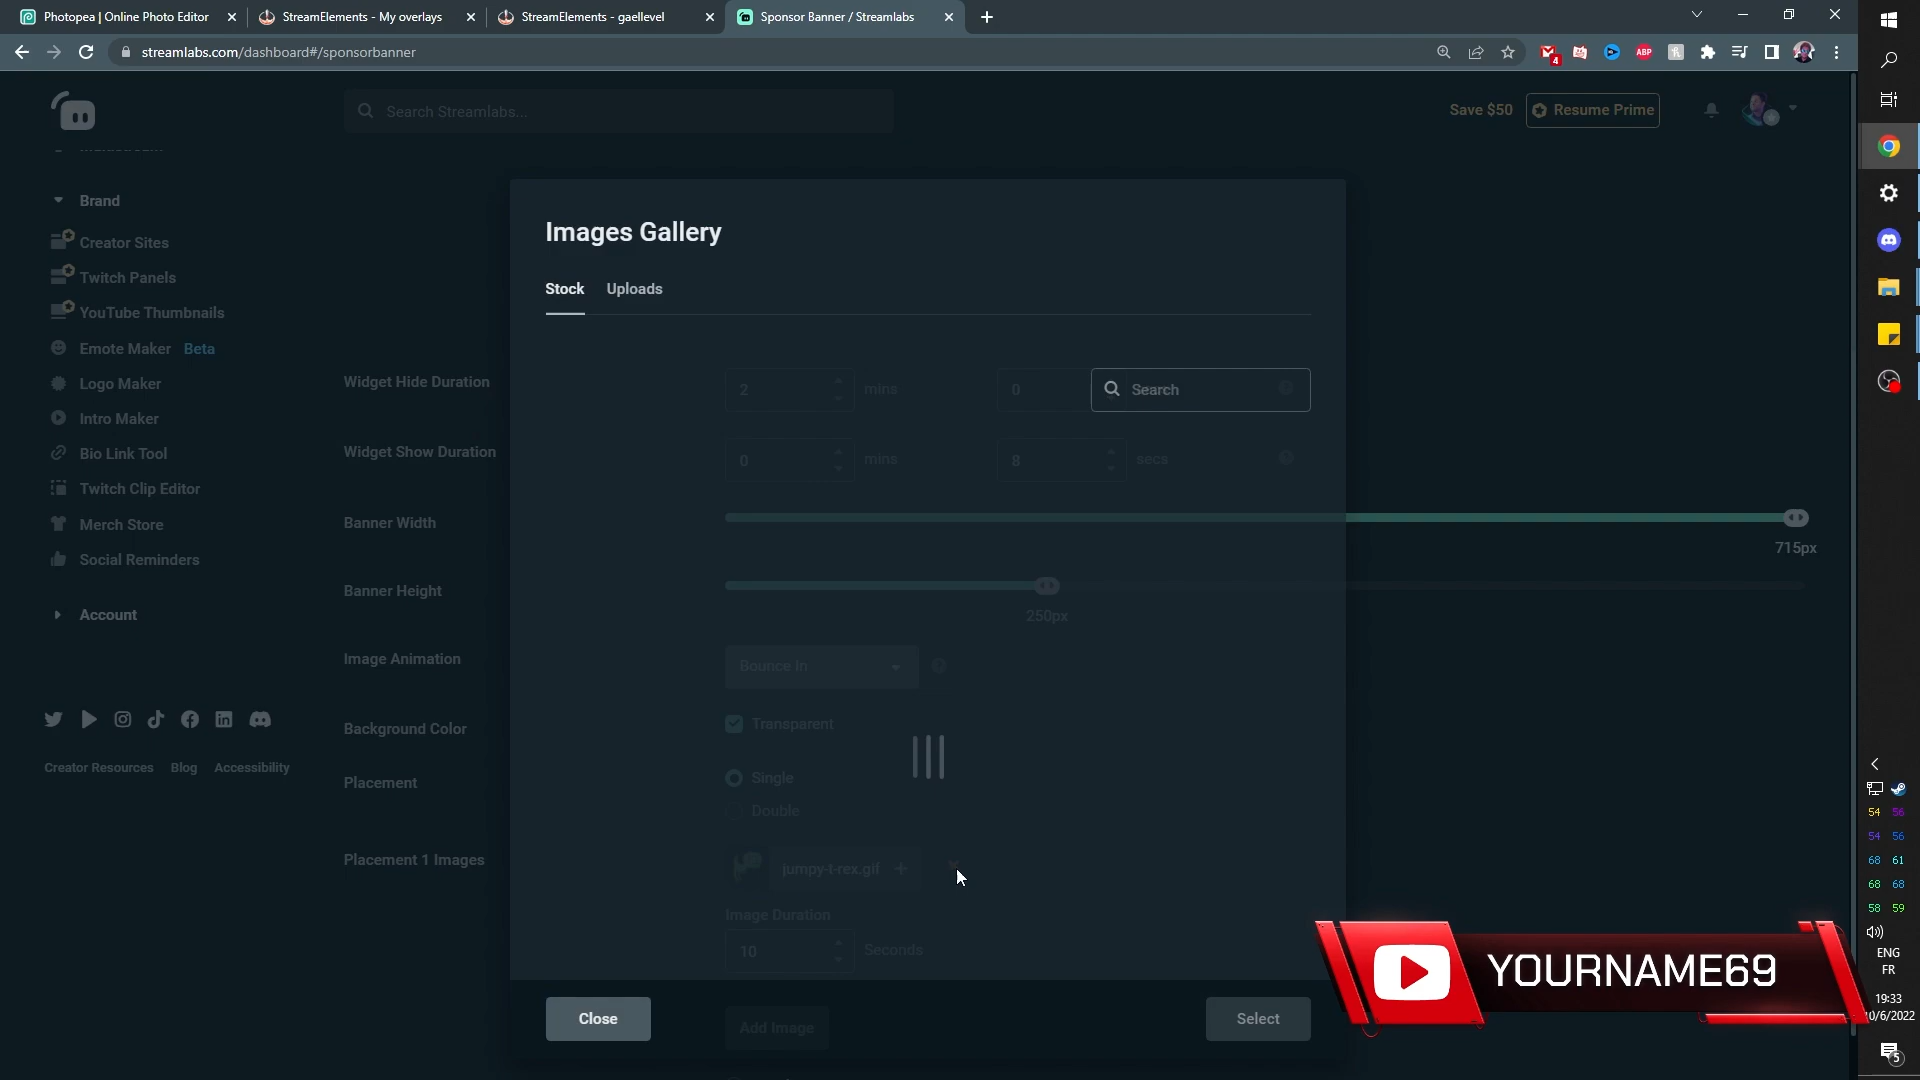 Photopea | Online Photo Editor
StreamElements - My overlays
StreamElements - gaellevel
Sponsor Banner / Streamlabs
streamlabs.com/dashboard#/sponsorbanner
4
ABP
Search Streamlabs...
Save $50
Resume Prime
Brand
Creator Sites
Twitch Panels
YouTube Thumbnails
Emote Maker Beta
Logo Maker
Intro Maker
Bio Link Tool
Twitch Clip Editor
Merch Store
Social Reminders
Account
Creator Resources Blog Accessibility
Widget Hide Duration
Widget Show Duration
Banner Width
Banner Height
Image Animation
Background Color
Placement
Placement 1 Images
Images Gallery
Stock Uploads
2 mins 0
Search
0 mins 8 secs
715px
250px
Bounce In
Transparent
Single
Double
jumpy-t-rex.gif
Image Duration
10 Seconds
Add Image
Close
Select
YOURNAME69
54 56
54 56
68 61
68 68
58 59
ENG
FR
19:33
0/6/2022
5